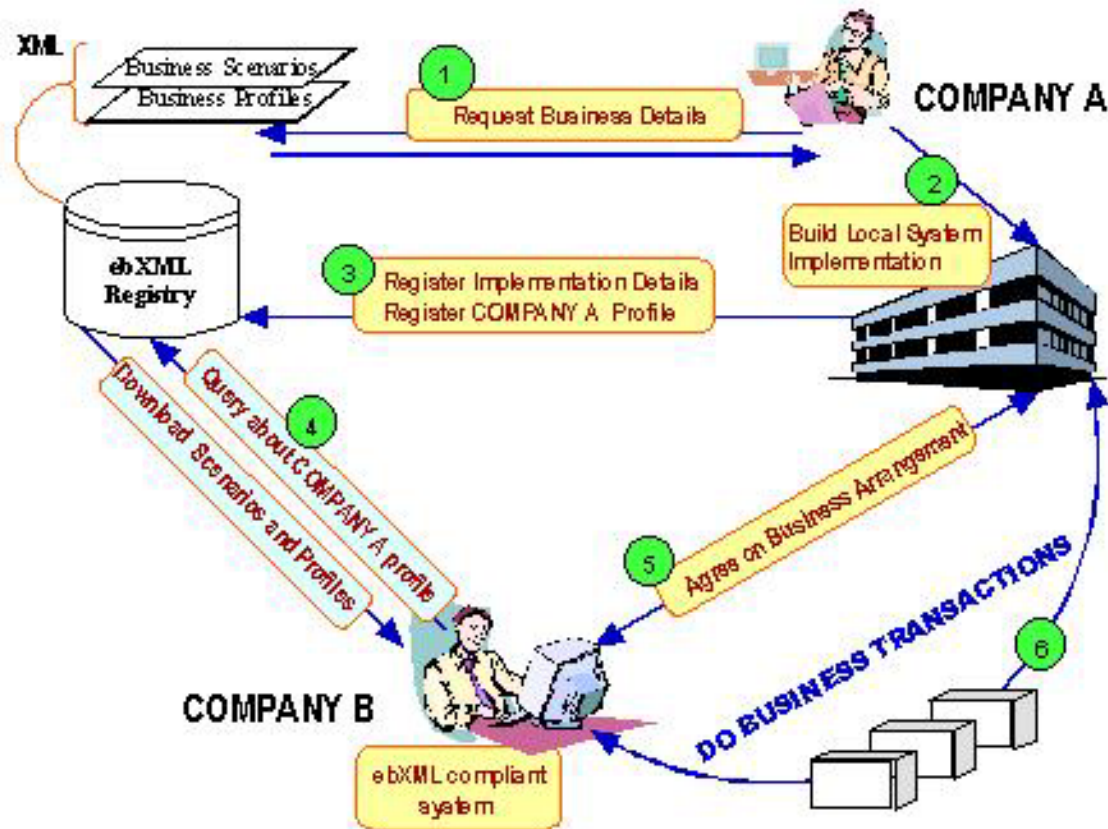 XML
Business Scenarios
Business Profiles
1
Request Business Details
COMPANY A
2
Build Local System
Implementation
ebXML
Registry
3
Register Implementation Details
Register COMPANY A Profile
4
Query about COMPANY A profile
Download Scenarios and Profiles
5
Agree on Business Arrangement
DO BUSINESS TRANSACTIONS
6
COMPANY B
ebXML compliant
system